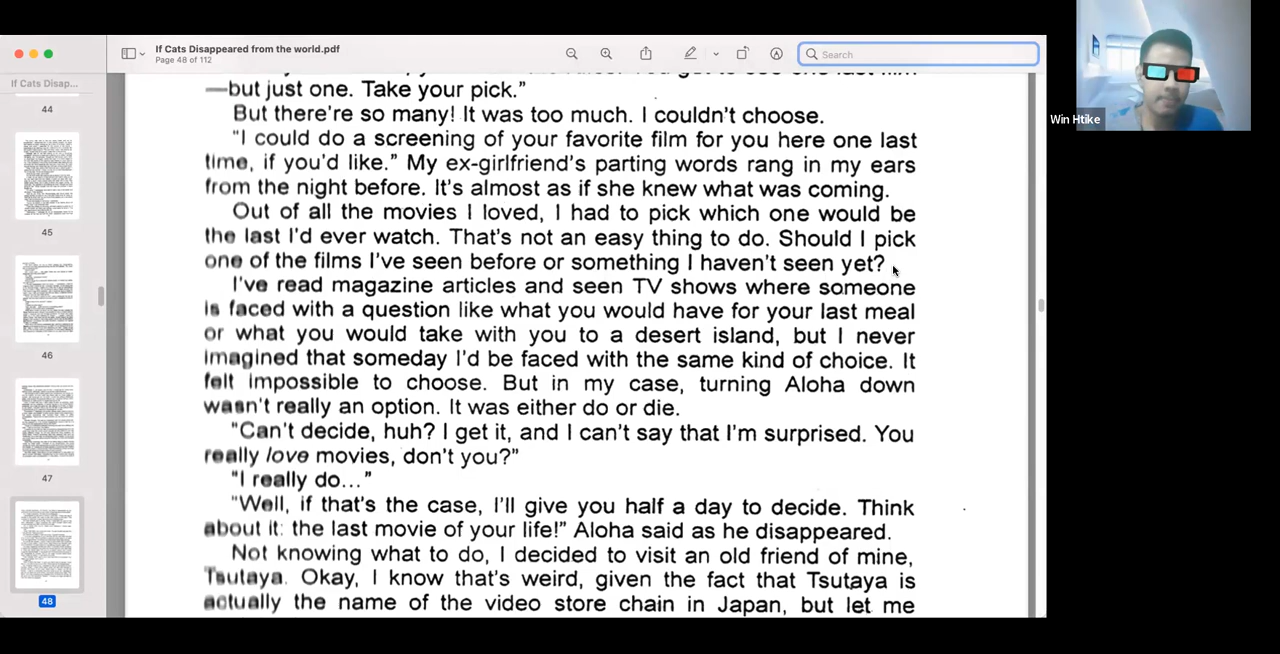 If Cats Disappeared from the world.pdf
Page 48 of 112
Search
If Cats Disap...
44
45
46
47
48
—but just one. Take your pick.”
But there're so many! It was too much. I couldn't choose.
"I could do a screening of your favorite film for you here one last
time, if you'd like.” My ex-girlfriend's parting words rang in my ears
from the night before. It's almost as if she knew what was coming.
Out of all the movies I loved, I had to pick which one would be
the last I'd ever watch. That's not an easy thing to do. Should I pick
one of the films I've seen before or something I haven't seen yet?
I've read magazine articles and seen TV shows where someone
is faced with a question like what you would have for your last meal
or what you would take with you to a desert island, but I never
imagined that someday I'd be faced with the same kind of choice. It
felt impossible to choose. But in my case, turning Aloha down
wasn't really an option. It was either do or die.
"Can't decide, huh? I get it, and I can't say that I'm surprised. You
really love movies, don't you?”
"I really do...”
"Well, if that's the case, I'll give you half a day to decide. Think
about it: the last movie of your life!” Aloha said as he disappeared.
Not knowing what to do, I decided to visit an old friend of mine,
Tsutaya. Okay, I know that's weird, given the fact that Tsutaya is
actually the name of the video store chain in Japan, but let me
Win Htike